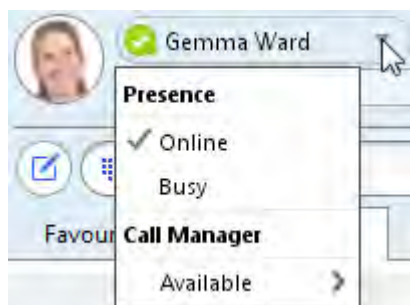 Gemma Ward
Presence
Online
Busy
Favour
Call Manager
Available